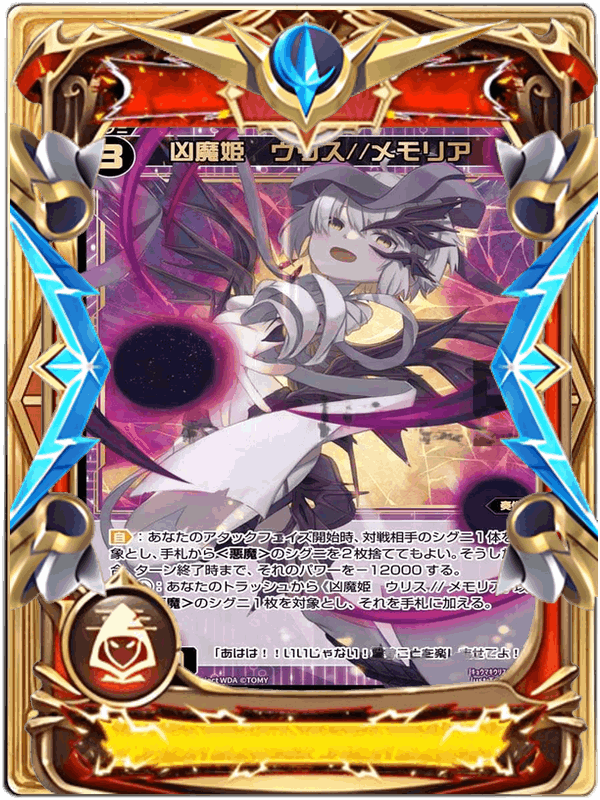 3
凶魔姫 ウリス//メモリア
自:あなたのアタックフェイズ開始時、対戦相手のシグニ1体を
象とし、手札から<悪魔>のシグニを2枚捨ててもよい。そうし
ターン終了時まで、それのパワーを－12000する。
:あなたのトラッシュから《凶魔姫 ウリス//メモリア》
魔>のシグニ1枚を対象とし、それを手札に加える。
「あはは！！いいじゃない！
ject WDA ©TOMY